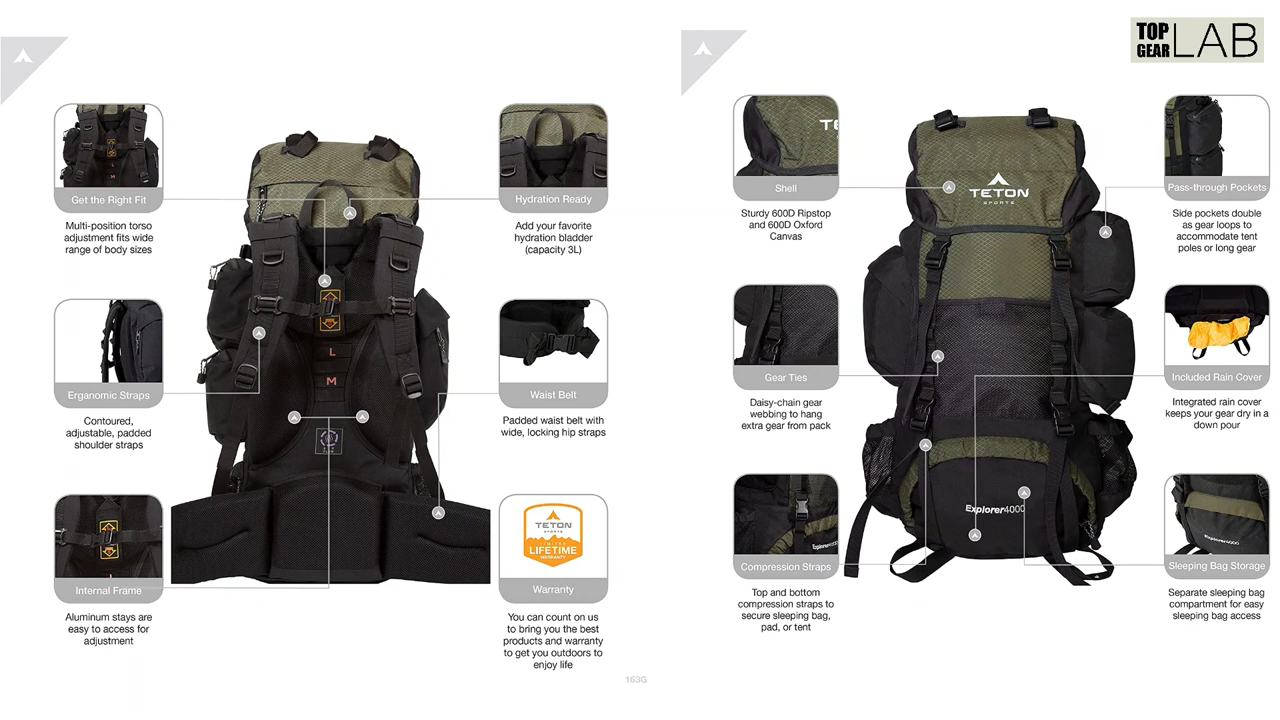 TOP
GEAR LAB
Get the Right Fit
Multi-position torso
adjustment fits wide
range of body sizes
Hydration Ready
Add your favorite
hydration bladder
(capacity 3L)
Ergonomic Straps
Contoured,
adjustable, padded
shoulder straps
Waist Belt
Padded waist belt with
wide, locking hip straps
Internal Frame
Aluminum stays are
easy to access for
adjustment
TETON
SPORTS
LIMITED
LIFETIME
WARRANTY
Warranty
You can count on us
to bring you the best
products and warranty
to get you outdoors to
enjoy life
L
M
M
L
M
163G
TE
Shell
Sturdy 600D Ripstop
and 600D Oxford
Canvas
Pass-through Pockets
Side pockets double
as gear loops to
accommodate tent
poles or long gear
Gear Ties
Daisy-chain gear
webbing to hang
extra gear from pack
Included Rain Cover
Integrated rain cover
keeps your gear dry in a
down pour
Explorer4000
Compression Straps
Top and bottom
compression straps to
secure sleeping bag,
pad, or tent
Explorer4000
Sleeping Bag Storage
Separate sleeping bag
compartment for easy
sleeping bag access
TETON
SPORTS
Explorer4000